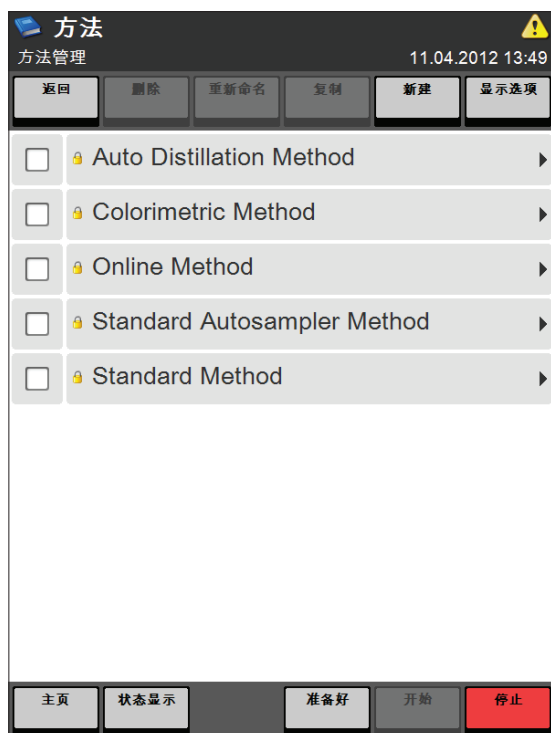 方法
方法管理 11.04.2012 13:49
返回 删除 重新命名 复制 新建 显示选项
Auto Distillation Method
Colorimetric Method
Online Method
Standard Autosampler Method
Standard Method
主页 状态显示 准备好 开始 停止